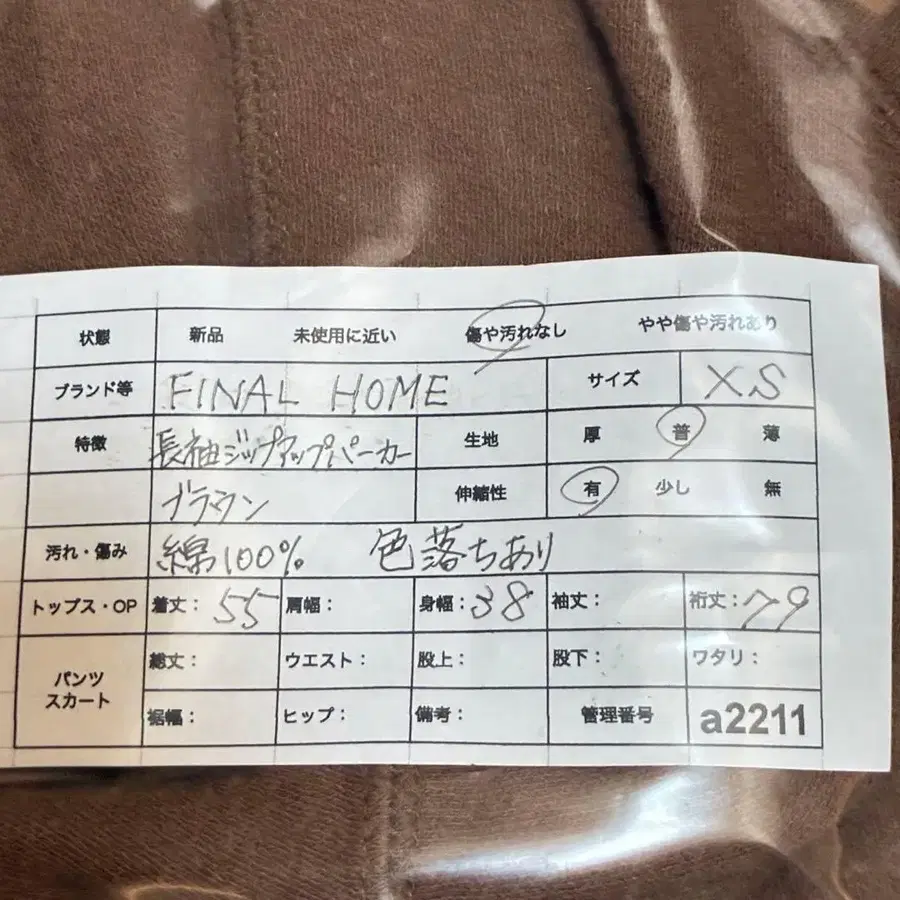 状態 新品 未使用に近い 傷や汚れなし やや傷や汚れあり
ブランド等 FINAL HOME サイズ XS
特徴 長袖ジップアップパーカー 生地 厚 普 薄
ブラウン 伸縮性 有 少し 無
汚れ・傷み 綿100% 色落ちあり
トップス・OP 着丈: 55 肩幅: 身幅: 38 袖丈: 裄丈: 79
パンツ スカート 総丈: ウエスト: 股上: 股下: ワタリ:
裾幅: ヒップ: 備考: 管理番号 a2211